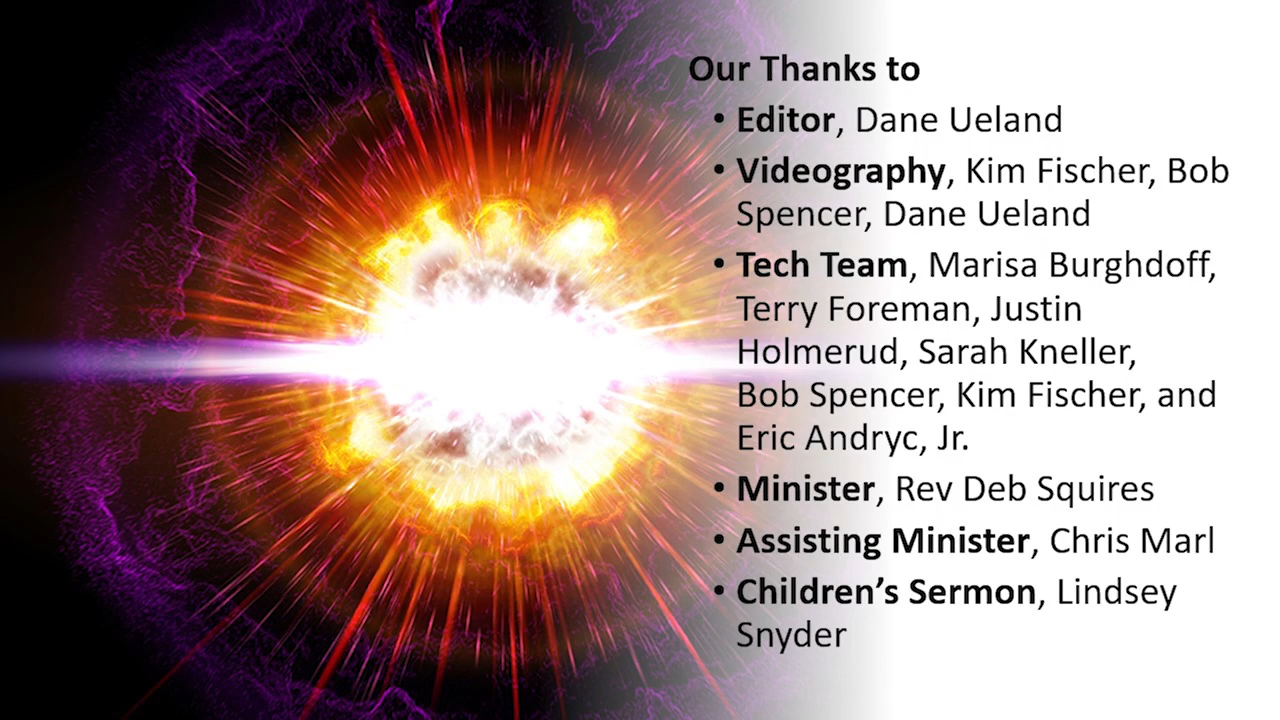 Our Thanks to
• Editor, Dane Ueland
• Videography, Kim Fischer, Bob
Spencer, Dane Ueland
• Tech Team, Marisa Burghdoff,
Terry Foreman, Justin
Holmerud, Sarah Kneller,
Bob Spencer, Kim Fischer, and
Eric Andryc, Jr.
• Minister, Rev Deb Squires
• Assisting Minister, Chris Marl
• Children’s Sermon, Lindsey
Snyder